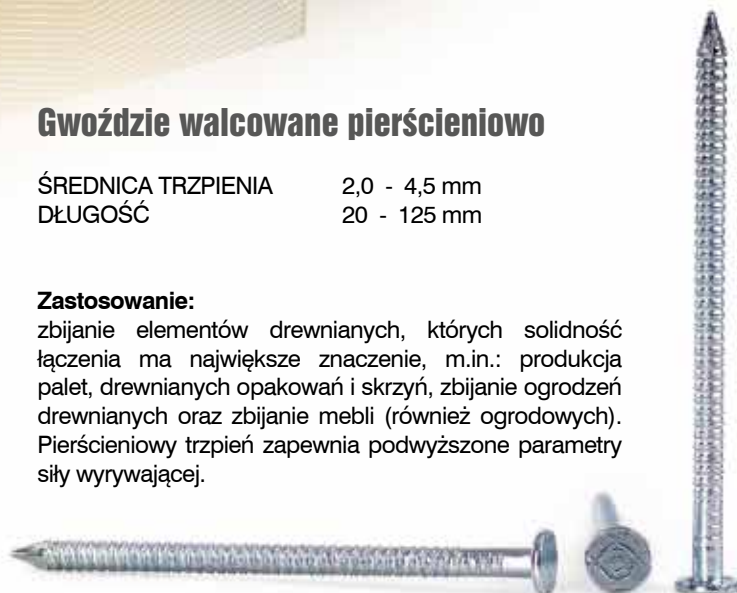 Gwoździe walcowane pierścieniowo
ŚREDNICA TRZPIENIA 2,0 - 4,5 mm
DŁUGOŚĆ 20 - 125 mm
Zastosowanie:
zbijanie elementów drewnianych, których solidność
łączenia ma największe znaczenie, m.in.: produkcja
palet, drewnianych opakowań i skrzyń, zbijanie ogrodzeń
drewnianych oraz zbijanie mebli (również ogrodowych).
Pierścieniowy trzpień zapewnia podwyższone parametry
siły wyrywającej.